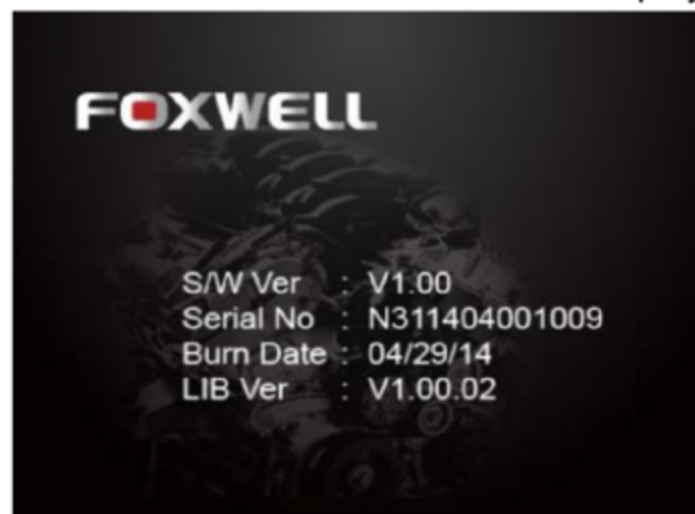 FOXWELL
S/W Ver : V1.00
Serial No : N311404001009
Burn Date : 04/29/14
LIB Ver : V1.00.02